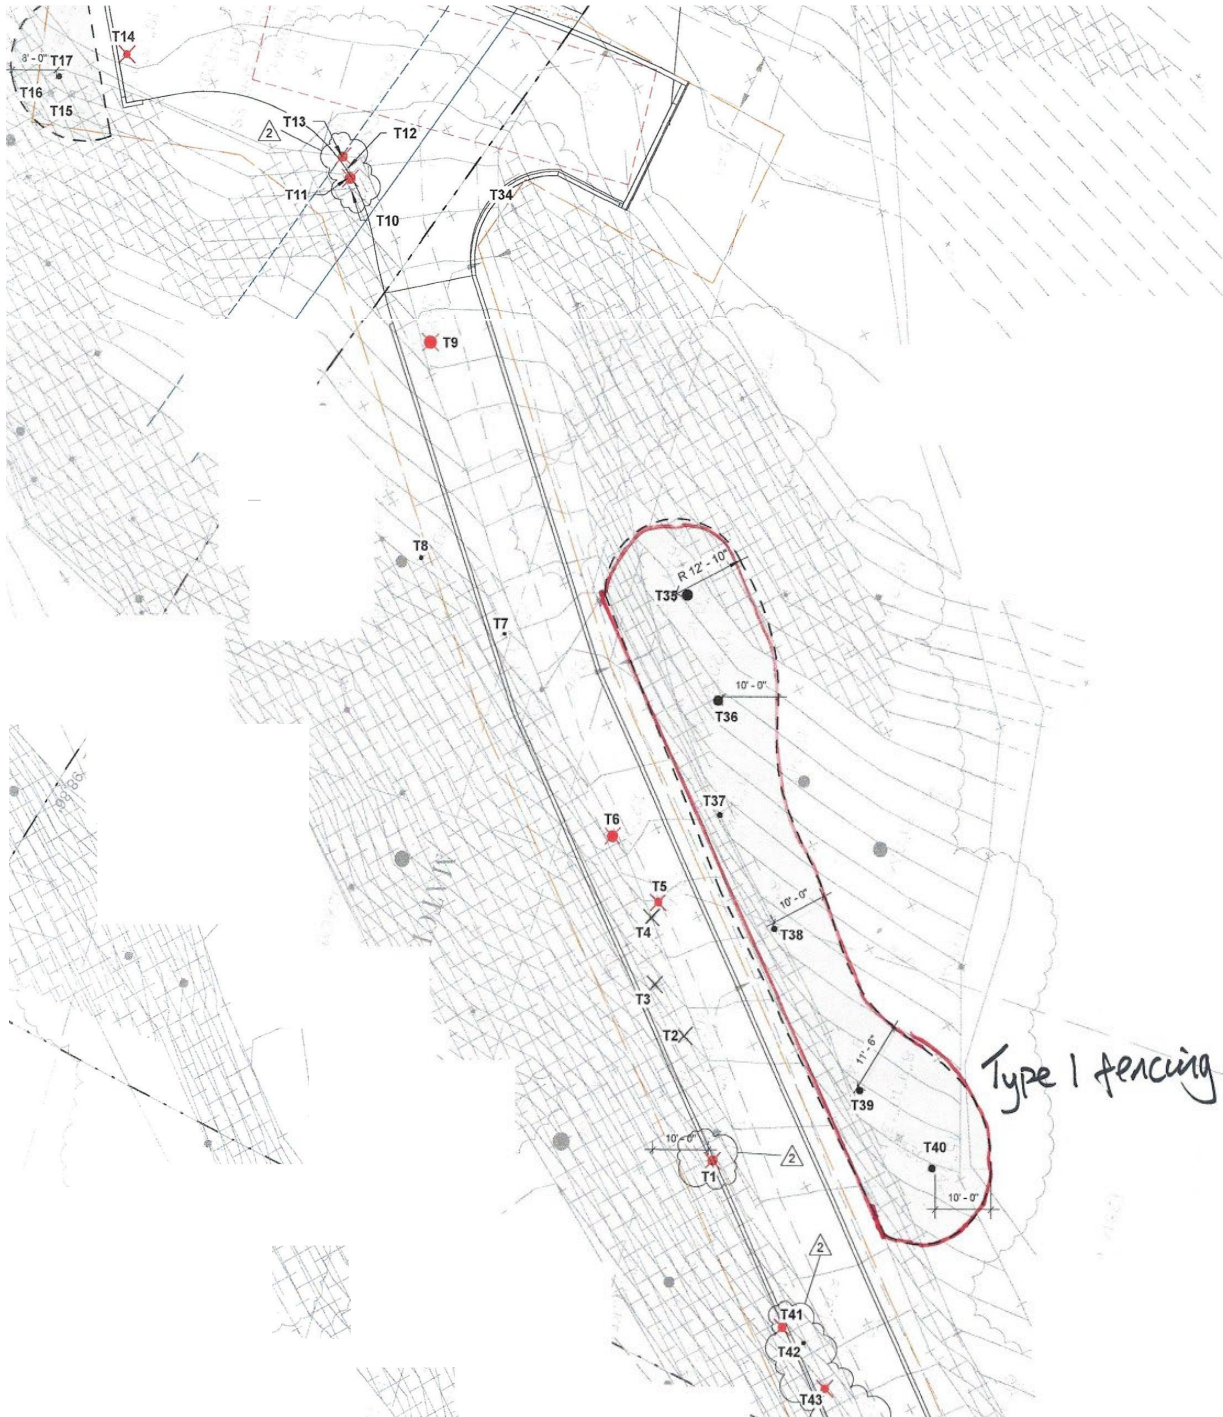 T14
8' - 0"
T17
T16
T15
T13
2
T12
T11
T10
T34
T9
T8
R 12' - 10"
T35
T7
10' - 0"
T36
T37
T6
T5
10' - 0"
T4
T38
T3
T2
11' - 6"
Type 1 fencing
T39
10' - 0"
2
T40
T1
10' - 0"
2
T41
T42
T43